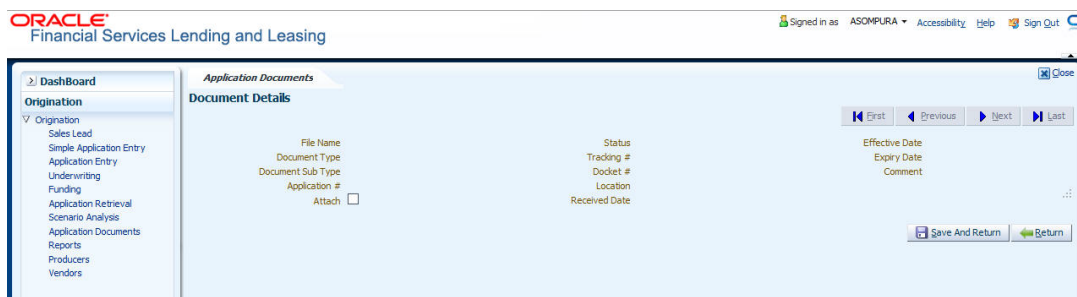 ORACLE
Signed in as ASOMPURA Accessibility Help Sign Out
Financial Services Lending and Leasing
DashBoard
Origination
Origination
Sales Lead
Simple Application Entry
Application Entry
Underwriting
Funding
Application Retrieval
Scenario Analysis
Application Documents
Reports
Producers
Vendors
Application Documents
Close
Document Details
First Previous Next Last
File Name Status Effective Date
Document Type Tracking # Expiry Date
Document Sub Type Docket # Comment
Application # Location
Attach Received Date
Save And Return Return